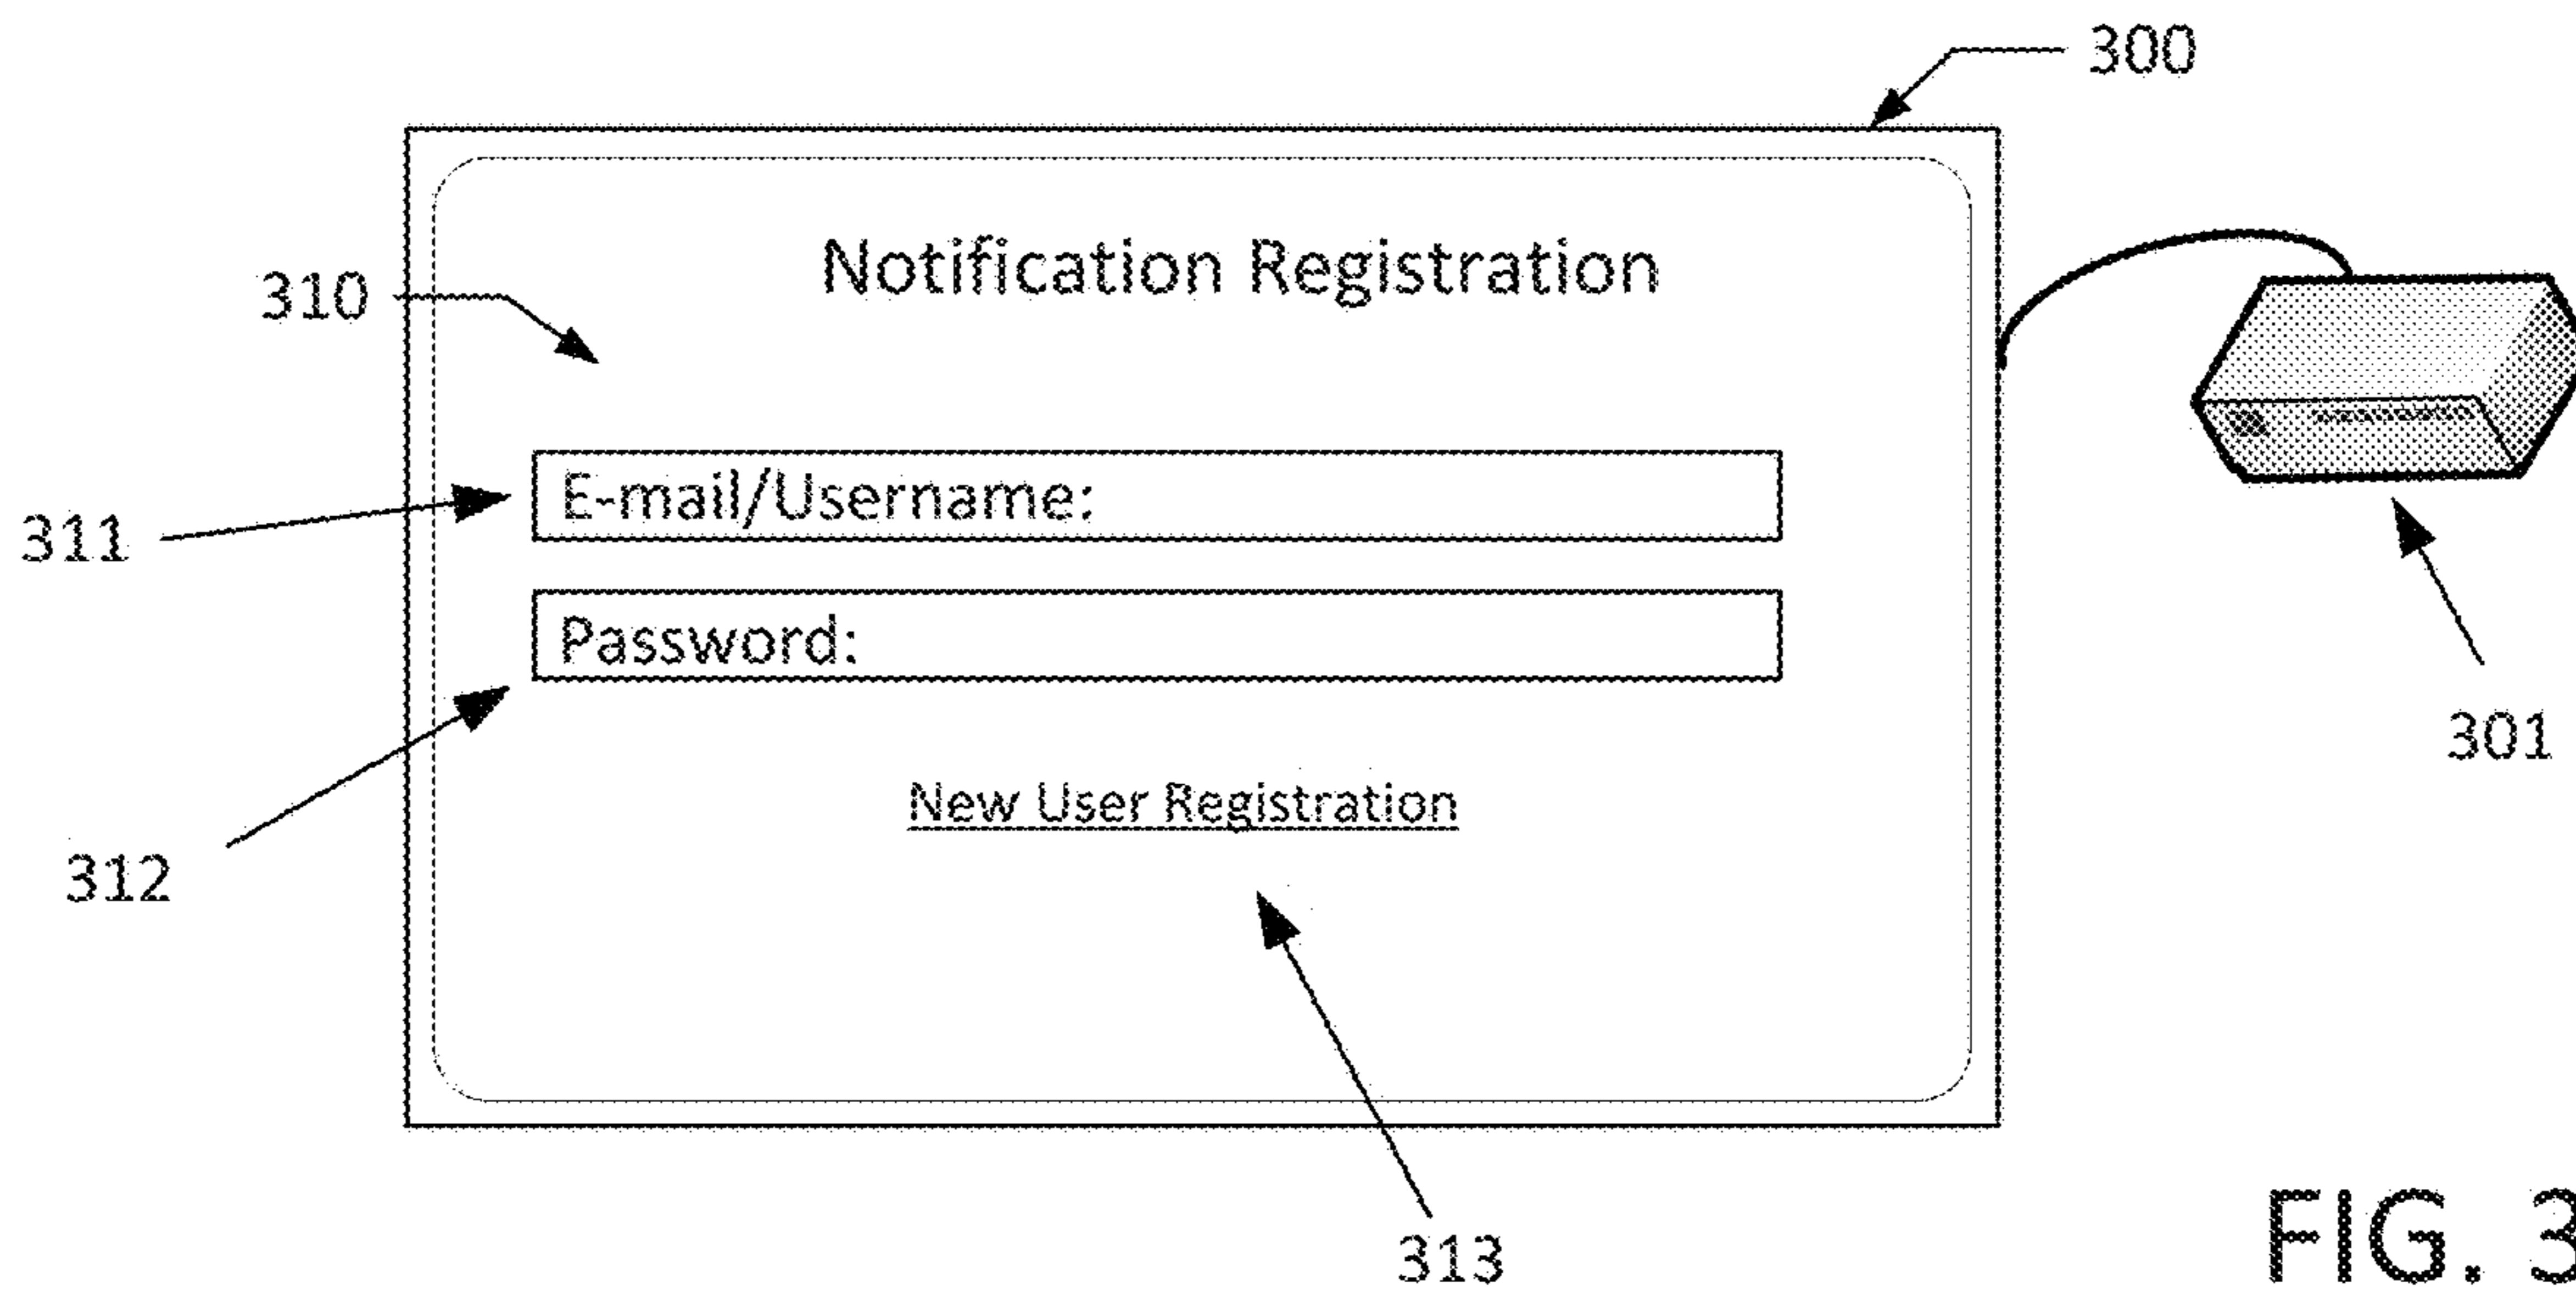 300
Notification Registration
310
E-mail/Username:
311
Password:
301
New User Registration
312
313
FIG. 3